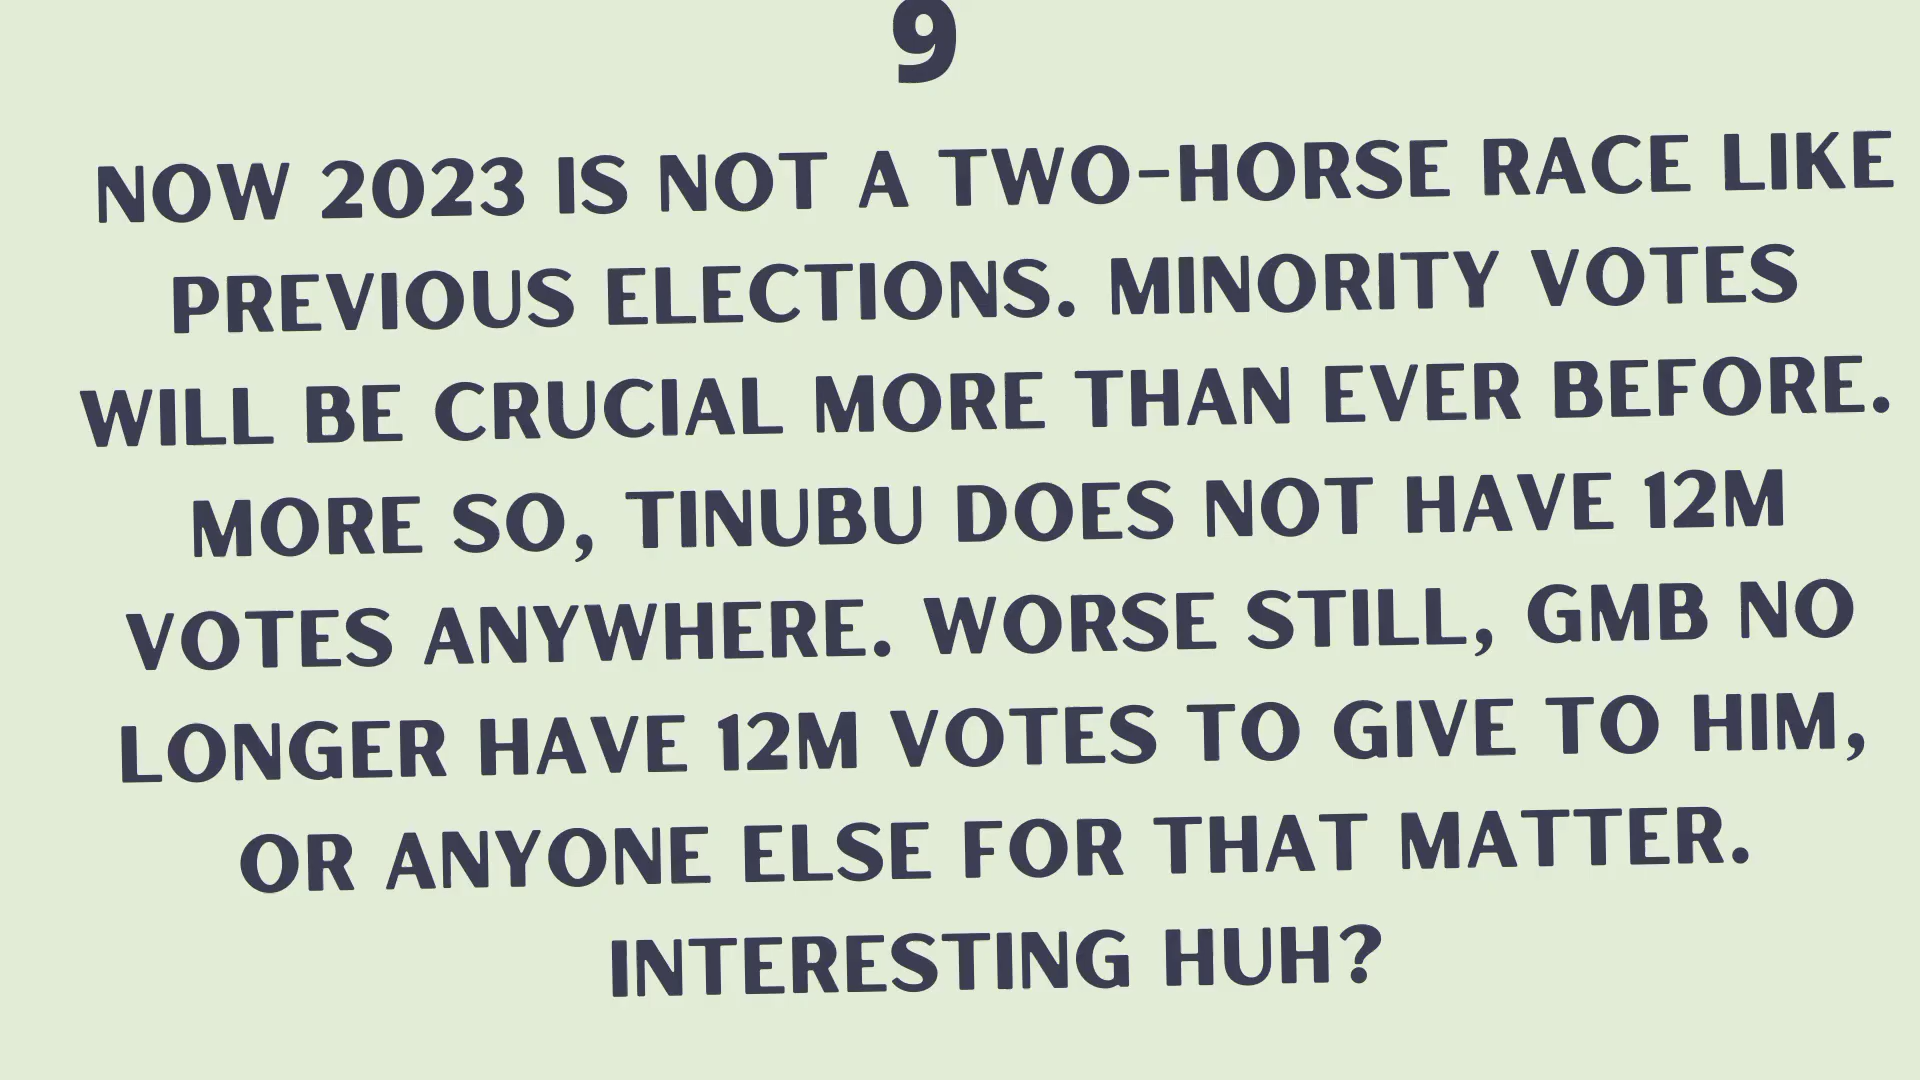 9
NOW 2023 IS NOT A TWO-HORSE RACE LIKE
PREVIOUS ELECTIONS. MINORITY VOTES
WILL BE CRUCIAL MORE THAN EVER BEFORE.
MORE SO, TINUBU DOES NOT HAVE 12M
VOTES ANYWHERE. WORSE STILL, GMB NO
LONGER HAVE 12M VOTES TO GIVE TO HIM,
OR ANYONE ELSE FOR THAT MATTER.
INTERESTING HUH?